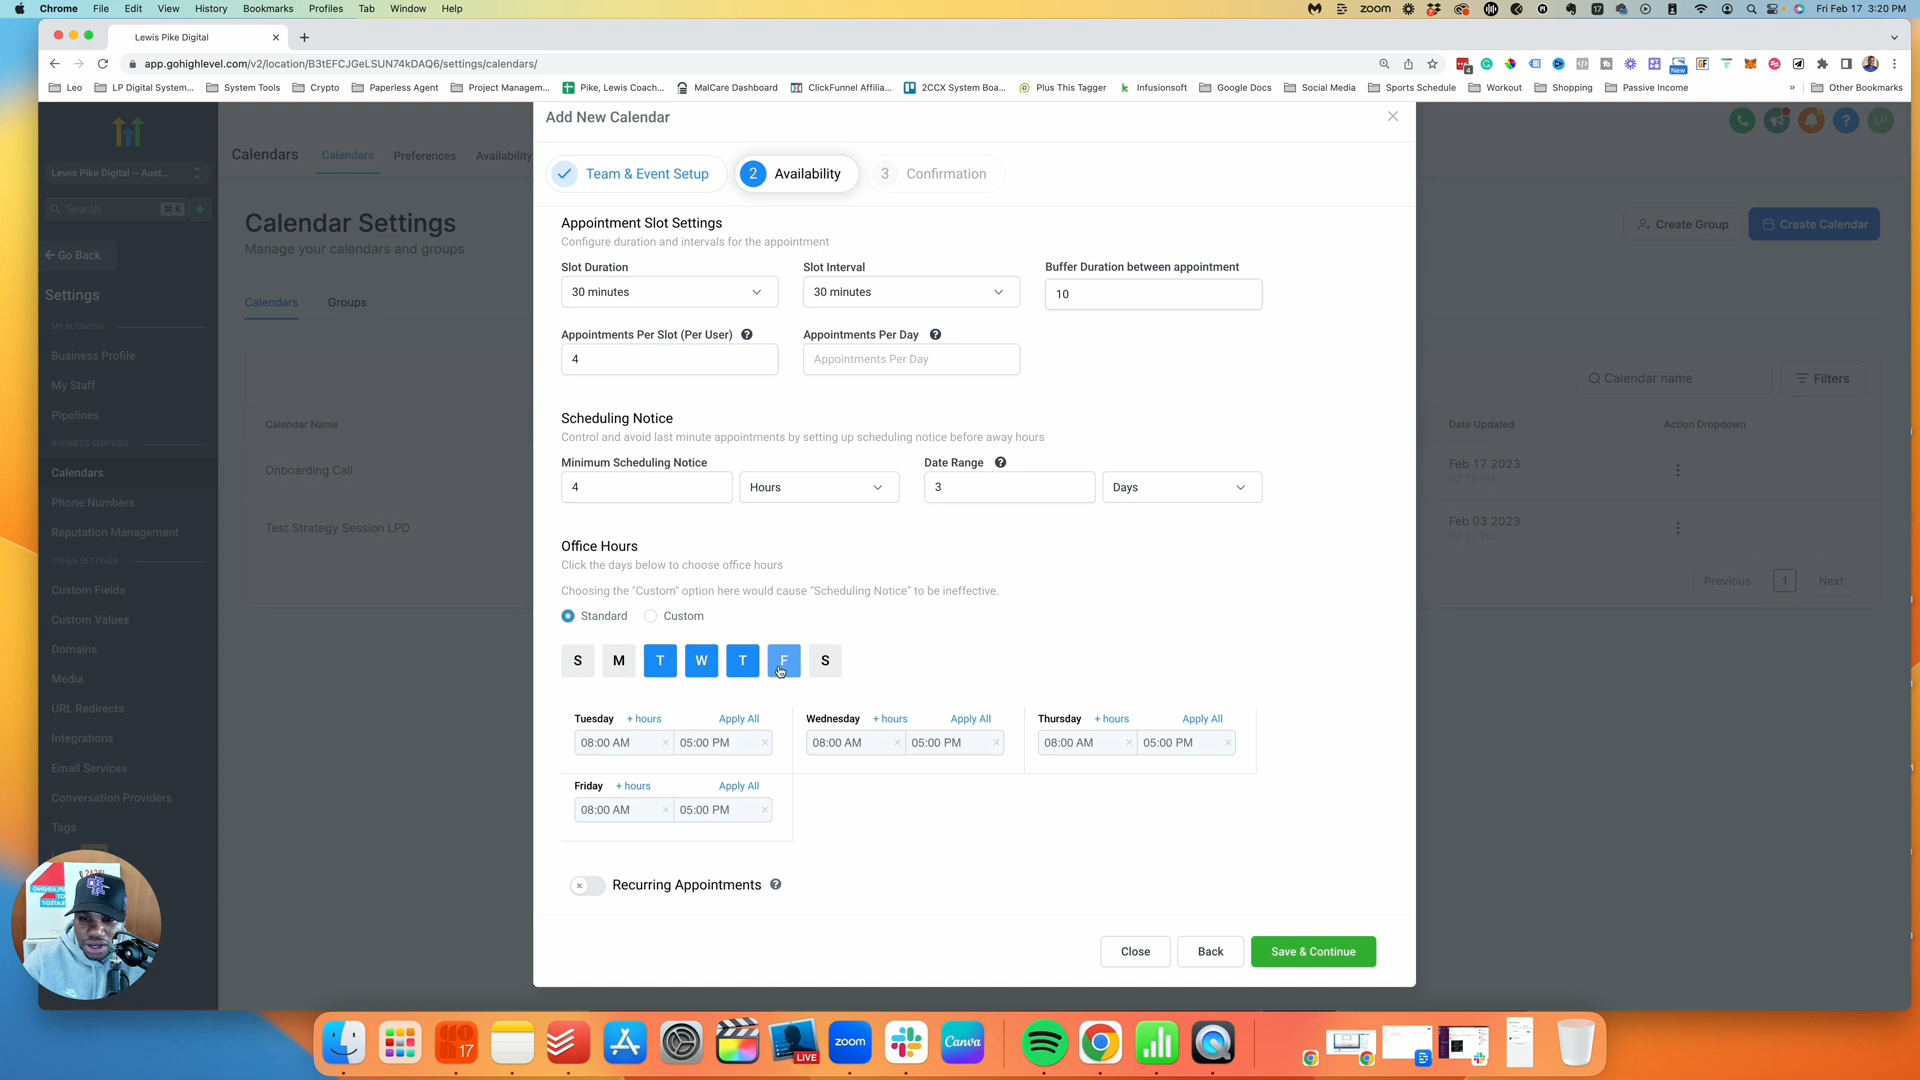 Chrome File Edit View History Bookmarks Profiles Tab Window Help
zoom 17 Fri Feb 17 3:20 PM
Lewis Pike Digital
app.gohighlevel.com/v2/location/B3tEFCJGeLSUN74kDAQ6/settings/calendars/
Leo LP Digital System... System Tools Crypto Paperless Agent Project Managem... Pike, Lewis Coach... MalCare Dashboard ClickFunnel Affilia... 2CCX System Boa... Plus This Tagger Infusionsoft Google Docs Social Media Sports Schedule Workout Shopping Passive Income » Other Bookmarks
Lewis Pike Digital -- Aust...
Search ⌘K
Go Back
Settings
MY BUSINESS
Business Profile
My Staff
Pipelines
BUSINESS SERVICES
Calendars
Phone Numbers
Reputation Management
OTHER SETTINGS
Custom Fields
Custom Values
Domains
Media
URL Redirects
Integrations
Email Services
Conversation Providers
Tags
Calendars Calendars Preferences Availability
LP
Calendar Settings
Manage your calendars and groups
Create Group Create Calendar
Calendars Groups
Calendar name Filters
Calendar Name Date Updated Action Dropdown
Onboarding Call Feb 17 2023
Test Strategy Session LPD Feb 03 2023
Previous 1 Next
Add New Calendar
Team & Event Setup 2 Availability 3 Confirmation
Appointment Slot Settings
Configure duration and intervals for the appointment
Slot Duration Slot Interval Buffer Duration between appointment
30 minutes 30 minutes 10
Appointments Per Slot (Per User) ? Appointments Per Day ?
4 Appointments Per Day
Scheduling Notice
Control and avoid last minute appointments by setting up scheduling notice before away hours
Minimum Scheduling Notice Date Range ?
4 Hours 3 Days
Office Hours
Click the days below to choose office hours
Choosing the "Custom" option here would cause "Scheduling Notice" to be ineffective.
Standard Custom
S M T W T F S
Tuesday + hours Apply All Wednesday + hours Apply All Thursday + hours Apply All
08:00 AM 05:00 PM 08:00 AM 05:00 PM 08:00 AM 05:00 PM
Friday + hours Apply All
08:00 AM 05:00 PM
Recurring Appointments ?
Close Back Save & Continue
17 LIVE zoom Canva